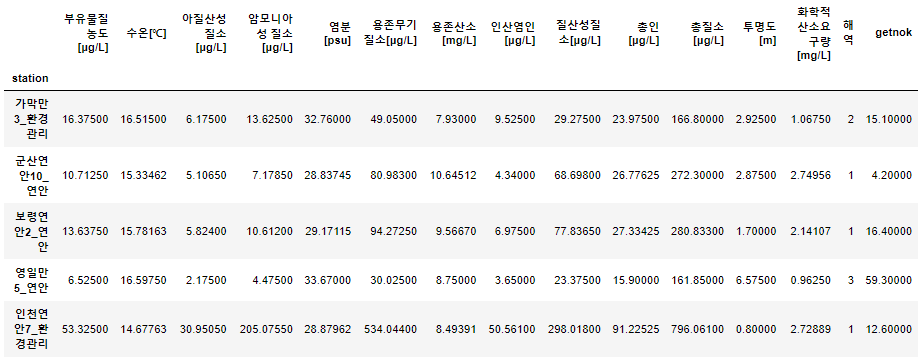 부유물질 농도 [μg/L] 수온[℃] 아질산성 질소 [μg/L] 암모니아성 질소 [μg/L] 염분 [psu] 용존무기질소[μg/L] 용존산소 [mg/L] 인산염인 [μg/L] 질산성질소[μg/L] 총인 [μg/L] 총질소 [μg/L] 투명도 [m] 화학적 산소요구량 [mg/L] 해역 getnok
station
가막만3_환경관리 16.37500 16.51500 6.17500 13.62500 32.76000 49.05000 7.93000 9.52500 29.27500 23.97500 166.80000 2.92500 1.06750 2 15.10000
군산연안10_연안 10.71250 15.33462 5.10650 7.17850 28.83745 80.98300 10.64512 4.34000 68.69800 26.77625 272.30000 2.87500 2.74956 1 4.20000
보령연안2_연안 13.63750 15.78163 5.82400 10.61200 29.17115 94.27250 9.56670 6.97500 77.83650 27.33425 280.83300 1.70000 2.14107 1 16.40000
영일만5_연안 6.52500 16.59750 2.17500 4.47500 33.67000 30.02500 8.75000 3.65000 23.37500 15.90000 161.85000 6.57500 0.96250 3 59.30000
인천연안7_환경관리 53.32500 14.67763 30.95050 205.07550 28.87962 534.04400 8.49391 50.56100 298.01800 91.22525 796.06100 0.80000 2.72889 1 12.60000